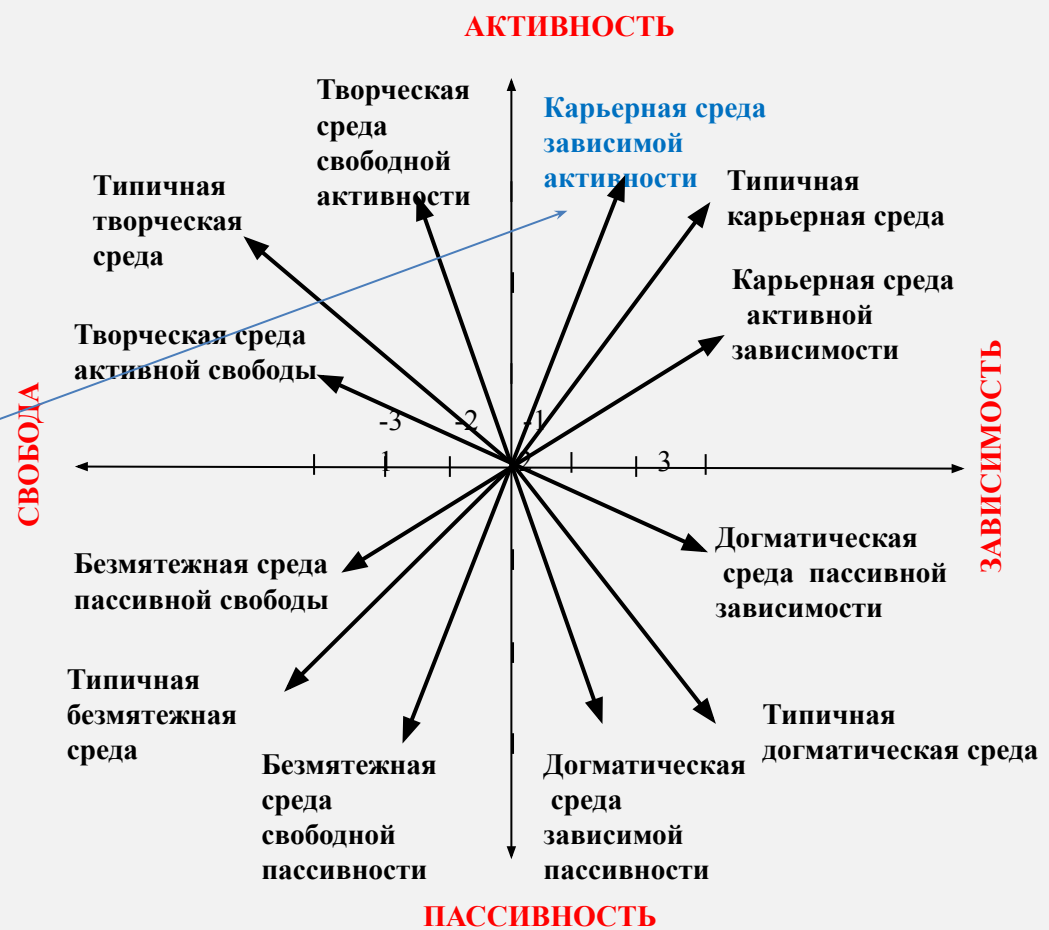 АКТИВНОСТЬ
Творческая
среда
свободной
активности
Карьерная среда
зависимой
активности
Типичная
творческая
среда
Типичная
карьерная среда
Карьерная среда
активной
зависимости
Творческая среда
активной свободы
СВОБОДА
ЗАВИСИМОСТЬ
-3 -2 -1
1 2 3
Безмятежная среда
пассивной свободы
Догматическая
среда пассивной
зависимости
Типичная
безмятежная
среда
Типичная
догматическая среда
Безмятежная
среда
свободной
пассивности
Догматическая
среда
зависимой
пассивности
ПАССИВНОСТЬ